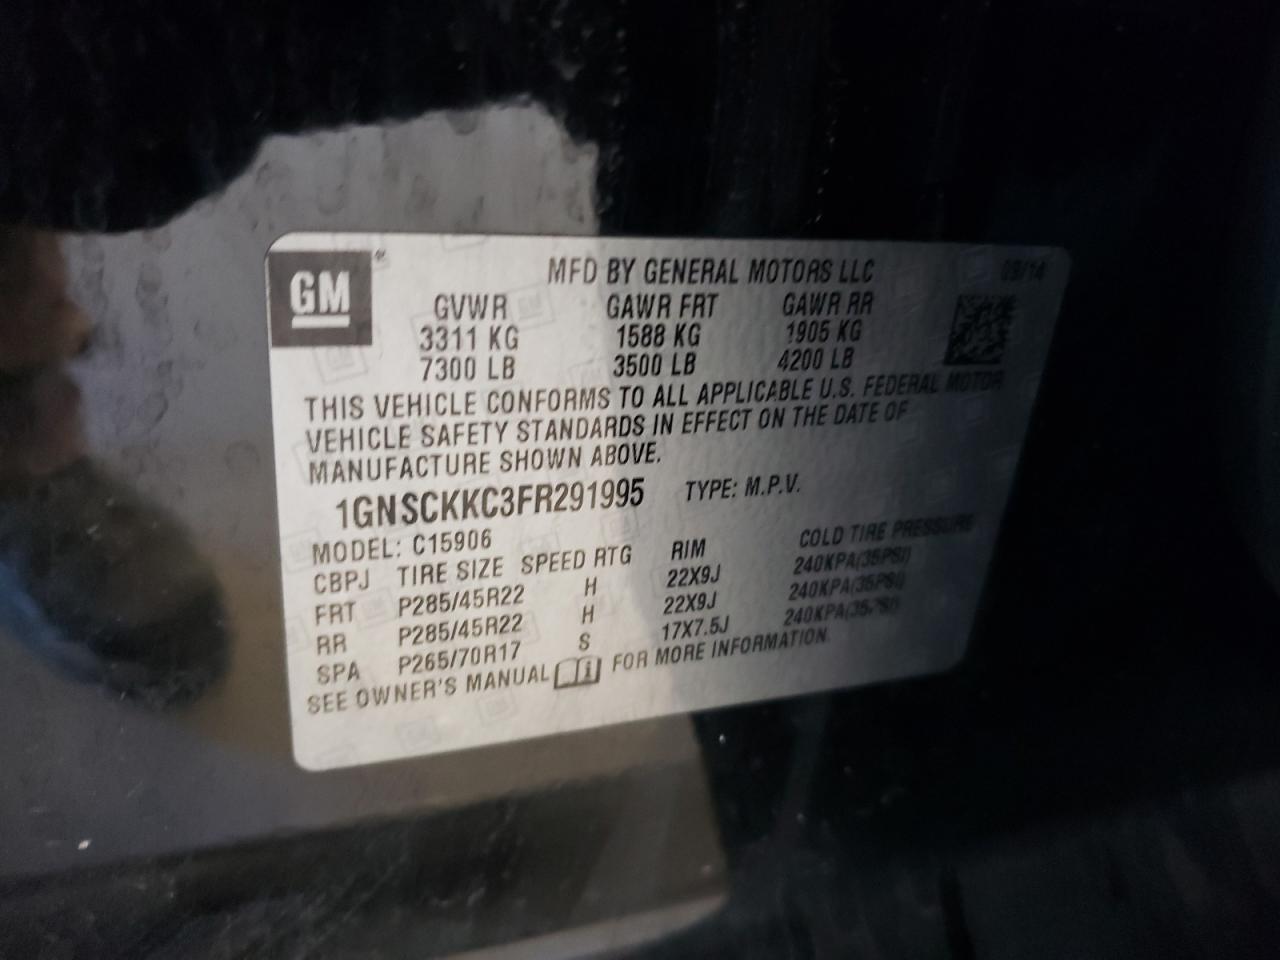 GM
MFD BY GENERAL MOTORS LLC 09/14
GVWR GAWR FRT GAWR RR
3311 KG 1588 KG 1905 KG
7300 LB 3500 LB 4200 LB
THIS VEHICLE CONFORMS TO ALL APPLICABLE U.S. FEDERAL MOTOR
VEHICLE SAFETY STANDARDS IN EFFECT ON THE DATE OF
MANUFACTURE SHOWN ABOVE.
1GNSCKKC3FR291995 TYPE: M.P.V.
MODEL: C15906
CBPJ TIRE SIZE SPEED RTG RIM COLD TIRE PRESSURE
FRT P285/45R22 H 22X9J 240KPA(35PSI)
RR P285/45R22 H 22X9J 240KPA(35PSI)
SPA P265/70R17 S 17X7.5J 240KPA(35PSI)
SEE OWNER'S MANUAL FOR MORE INFORMATION.